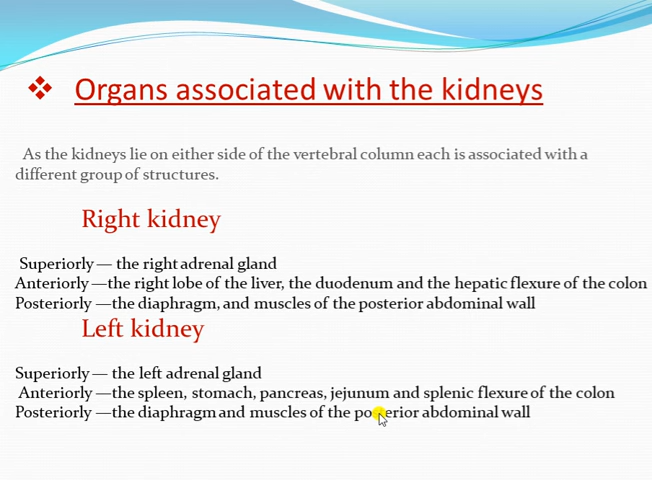 ❖ Organs associated with the kidneys
As the kidneys lie on either side of the vertebral column each is associated with a
different group of structures.
Right kidney
Superiorly — the right adrenal gland
Anteriorly —the right lobe of the liver, the duodenum and the hepatic flexure of the colon
Posteriorly —the diaphragm, and muscles of the posterior abdominal wall
Left kidney
Superiorly — the left adrenal gland
Anteriorly —the spleen, stomach, pancreas, jejunum and splenic flexure of the colon
Posteriorly —the diaphragm and muscles of the posterior abdominal wall